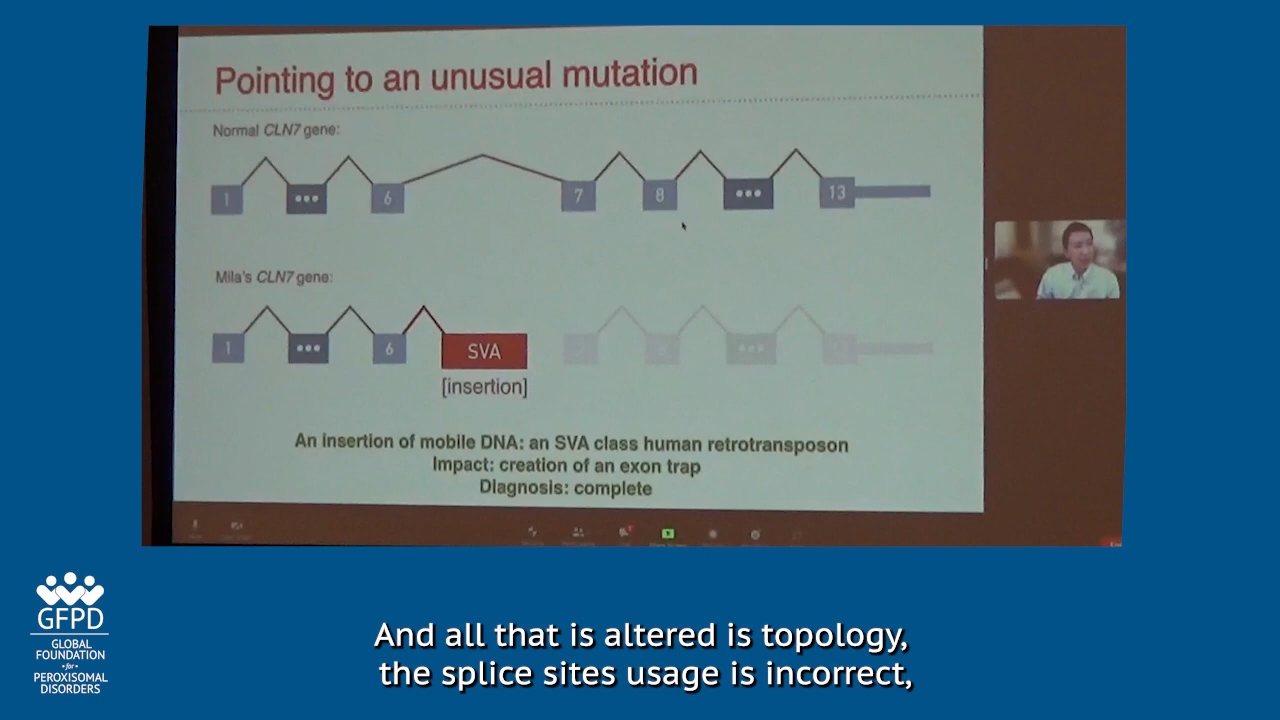 Pointing to an unusual mutation
Normal CLN7 gene:
1
•••
6
7
8
•••
13
Mila's CLN7 gene:
1
•••
6
SVA
•••
[insertion]
An insertion of mobile DNA: an SVA class human retrotransposon
Impact: creation of an exon trap
Diagnosis: complete
GFPD
GLOBAL
FOUNDATION
for
PEROXISOMAL
DISORDERS
And all that is altered is topology,
the splice sites usage is incorrect,